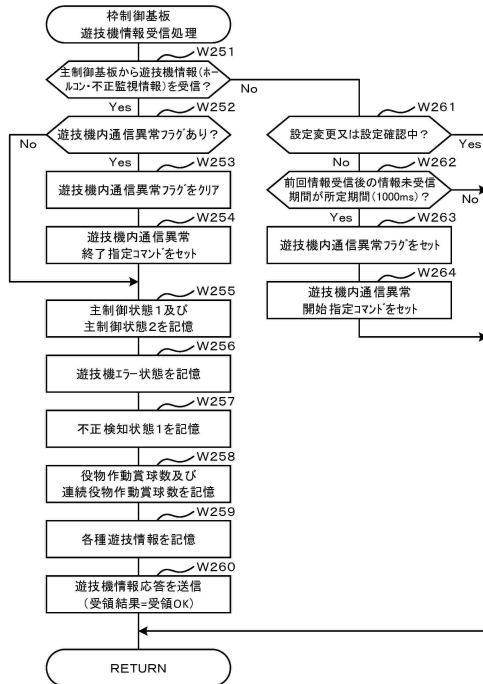 枠制御基板
遊技機情報受信処理
W251
主制御基板から遊技機情報(ホー
ルコン・不正監視情報)を受信?
No
Yes
W252
遊技機内通信異常フラグあり?
No
Yes
W253
遊技機内通信異常フラグをクリア
W254
遊技機内通信異常
終了指定コマンドをセット
W255
主制御状態1及び
主制御状態2を記憶
W256
遊技機エラー状態を記憶
W257
不正検知状態1を記憶
W258
役物作動賞球数及び
連続役物作動賞球数を記憶
W259
各種遊技情報を記憶
W260
遊技機情報応答を送信
(受領結果=受領OK)
RETURN
W261
設定変更又は設定確認中?
Yes
No
W262
前回情報受信後の情報未受信
期間が所定期間(1000ms)?
No
Yes
W263
遊技機内通信異常フラグをセット
W264
遊技機内通信異常
開始指定コマンドをセット